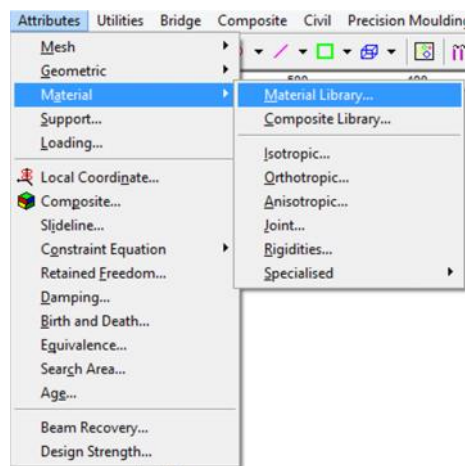 Attributes Utilities Bridge Composite Civil Precision Moulding
Mesh
Geometric
Material
Support...
Loading...
Local Coordinate...
Composite...
Slideline...
Constraint Equation
Retained Freedom...
Damping...
Birth and Death...
Equivalence...
Search Area...
Age...
Beam Recovery...
Design Strength...
Material Library...
Composite Library...
Isotropic...
Orthotropic...
Anisotropic...
Joint...
Rigidities...
Specialised